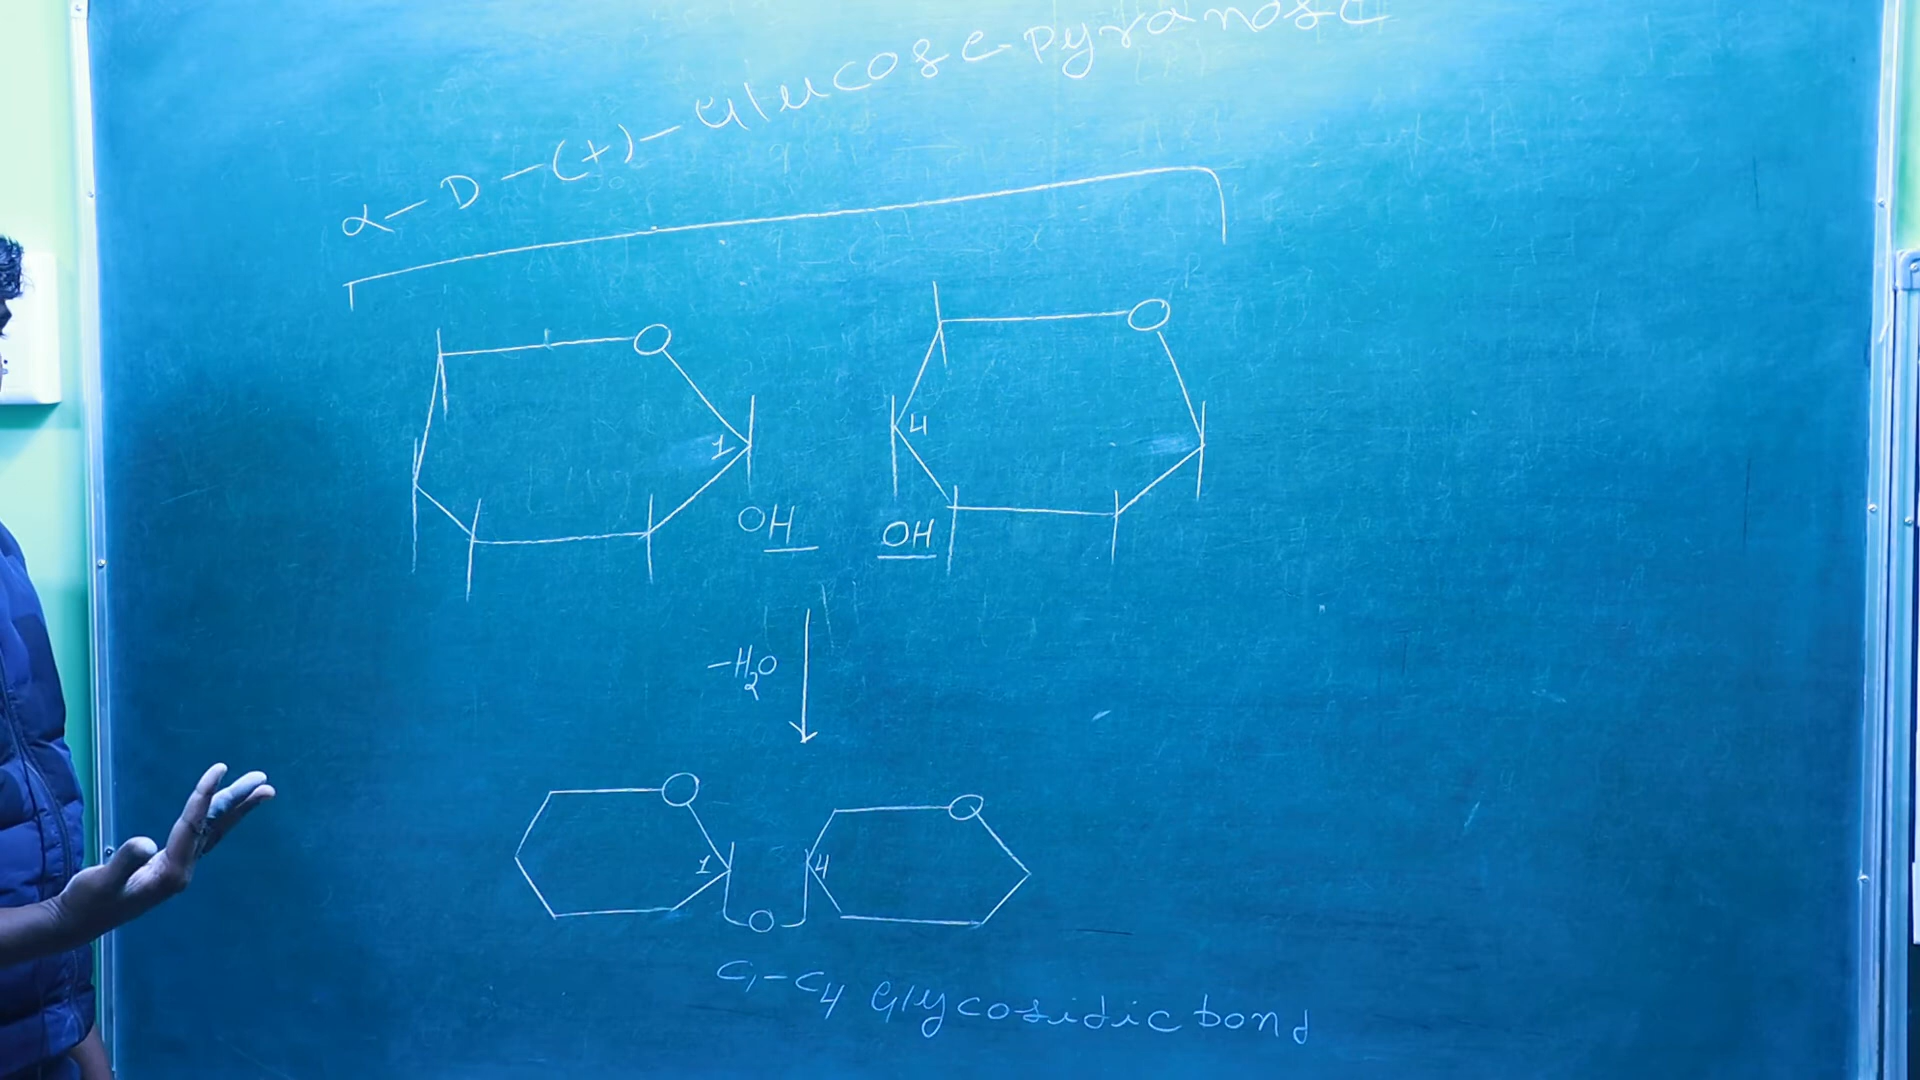 α-D-(+)-Glucose-pyranose
O O
1 4
OH OH
-H₂O
O O
1 4
O
C₁-C₄ Glycosidic bond